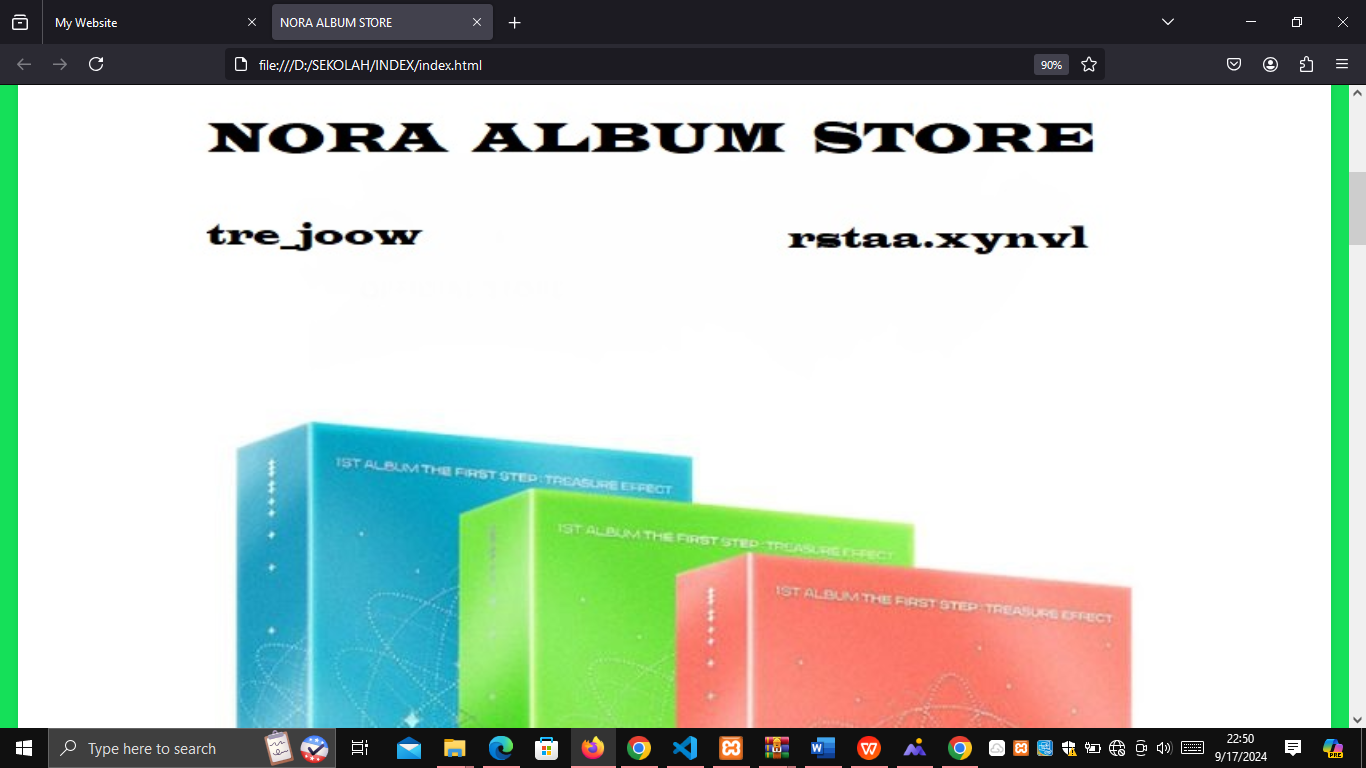 My Website
NORA ALBUM STORE
file:///D:/SEKOLAH/INDEX/index.html
90%
NORA ALBUM STORE
tre_joow
rstaa.xynvl
1ST ALBUM THE FIRST STEP : TREASURE EFFECT
1ST ALBUM THE FIRST STEP : TREASURE EFFECT
1ST ALBUM THE FIRST STEP : TREASURE EFFECT
Type here to search
22:50
9/17/2024
PRE